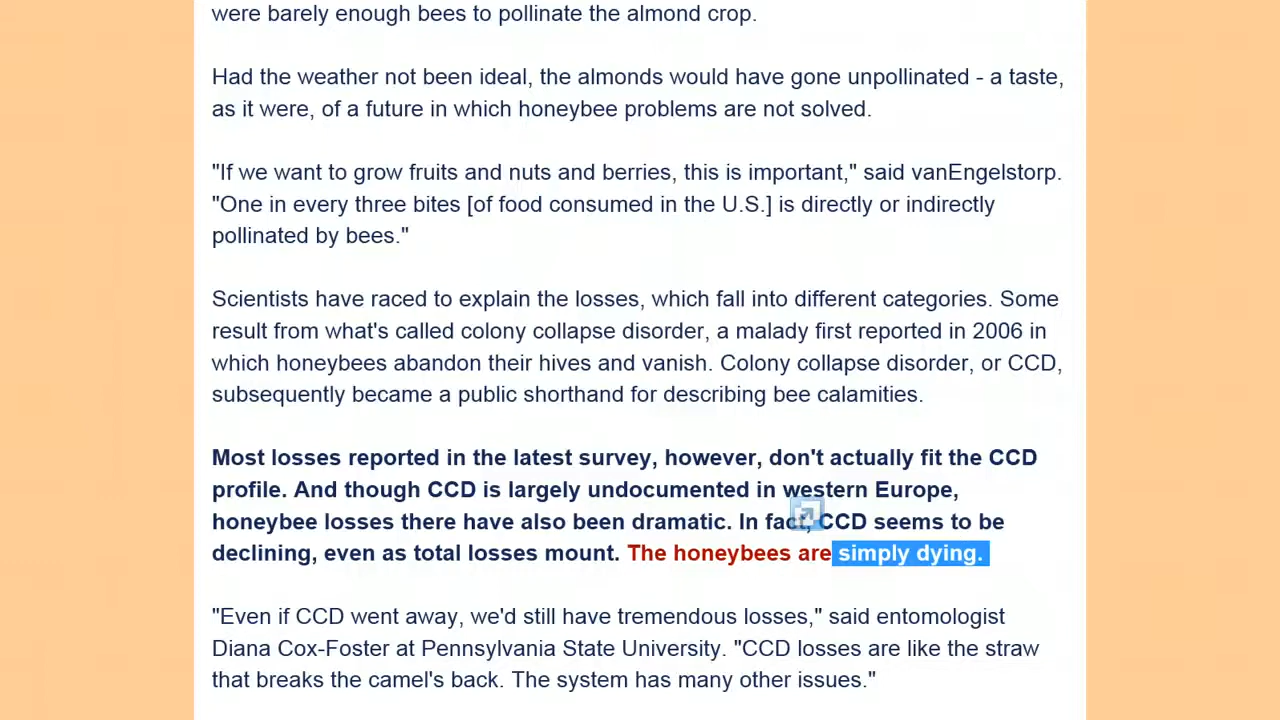 were barely enough bees to pollinate the almond crop.
Had the weather not been ideal, the almonds would have gone unpollinated - a taste,
as it were, of a future in which honeybee problems are not solved.
"If we want to grow fruits and nuts and berries, this is important," said vanEngelstorp.
"One in every three bites [of food consumed in the U.S.] is directly or indirectly
pollinated by bees."
Scientists have raced to explain the losses, which fall into different categories. Some
result from what's called colony collapse disorder, a malady first reported in 2006 in
which honeybees abandon their hives and vanish. Colony collapse disorder, or CCD,
subsequently became a public shorthand for describing bee calamities.
Most losses reported in the latest survey, however, don't actually fit the CCD
profile. And though CCD is largely undocumented in western Europe,
honeybee losses there have also been dramatic. In fact, CCD seems to be
declining, even as total losses mount. The honeybees are simply dying.
"Even if CCD went away, we'd still have tremendous losses," said entomologist
Diana Cox-Foster at Pennsylvania State University. "CCD losses are like the straw
that breaks the camel's back. The system has many other issues."